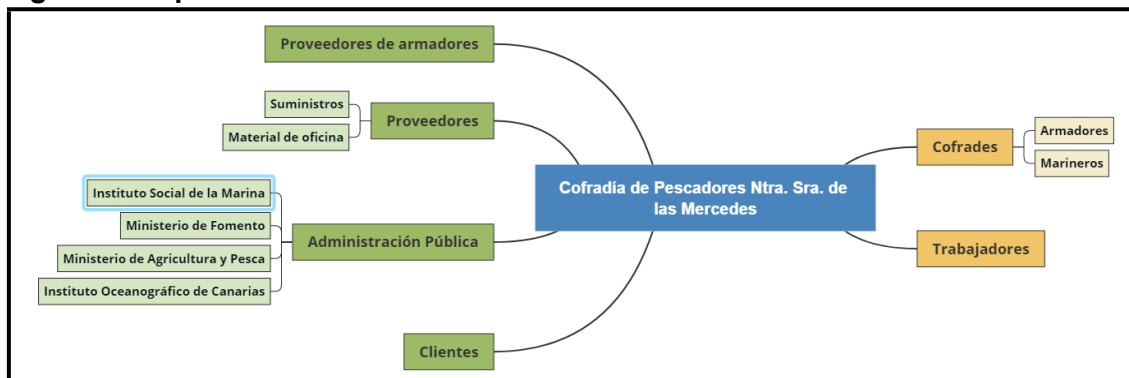 Proveedores de armadores
Suministros
Proveedores
Material de oficina
Instituto Social de la Marina
Ministerio de Fomento
Administración Pública
Ministerio de Agricultura y Pesca
Instituto Oceanográfico de Canarias
Clientes
Cofradía de Pescadores Ntra. Sra. de
las Mercedes
Cofrades
Armadores
Marineros
Trabajadores